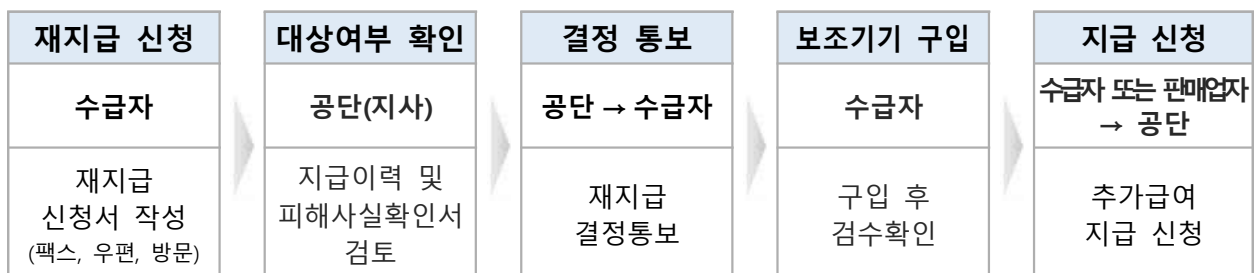 재지급 신청
수급자
재지급
신청서 작성
(팩스, 우편, 방문)
대상여부 확인
공단(지사)
지급이력 및
피해사실확인서
검토
결정 통보
공단 → 수급자
재지급
결정통보
보조기기 구입
수급자
구입 후
검수확인
지급 신청
수급자 또는 판매업자
→ 공단
추가급여
지급 신청